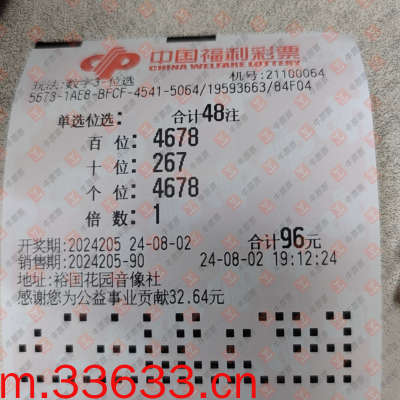 中国福利彩票
CHINA WELFARE LOTTERY
玩法:数字3-位选 机号:21100064
5673-1AE8-BFCF-4541-5064/19593663/84F04
单选位选: 合计48注
百 位:4678
十 位:267
个 位:4678
倍 数:1
开奖期:2024205 24-08-02 合计96元
销售期:2024205-90 24-08-02 19:12:24
地址:裕国花园音像社
感谢您为公益事业贡献32.64元
m.33633.cn